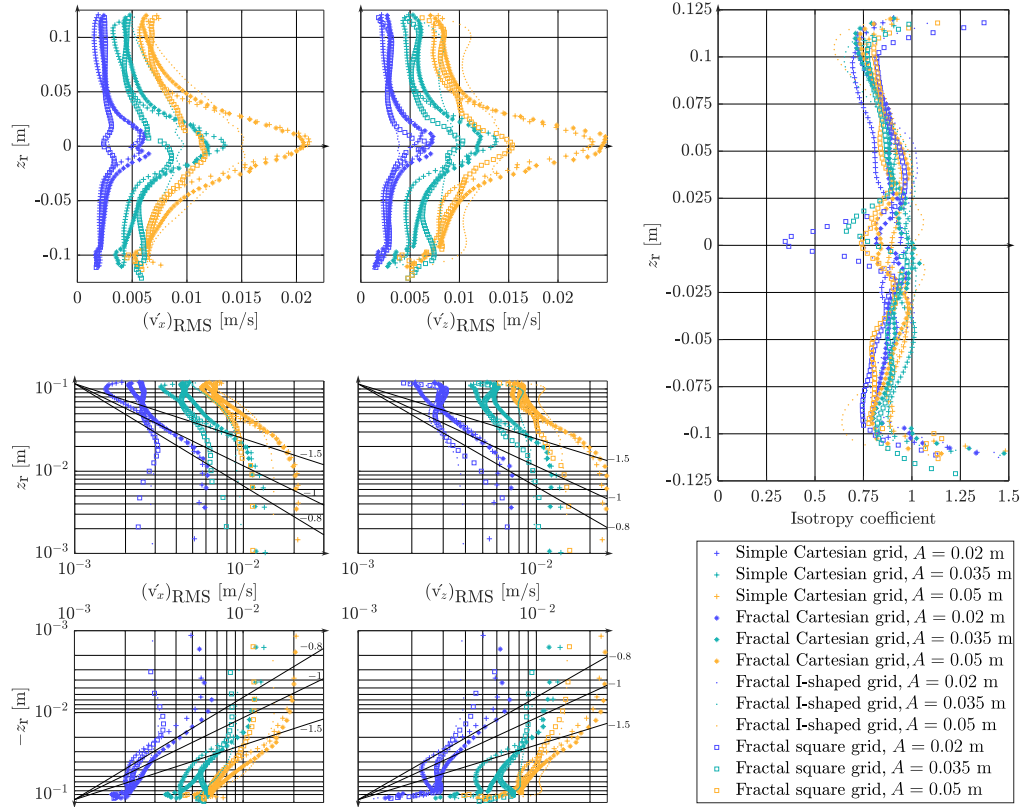 0.1
0.05
0
-0.05
-0.1
z_r [m]
0 0.005 0.01 0.015 0.02
(v′_x)_RMS [m/s]
0 0.005 0.01 0.015 0.02
(v′_z)_RMS [m/s]
0.125
0.1
0.075
0.05
0.025
0
-0.025
-0.05
-0.075
-0.1
-0.125
z_r [m]
0 0.25 0.5 0.75 1 1.25 1.5
Isotropy coefficient
10^-1
10^-2
10^-3
z_r [m]
−1.5
−1
−0.8
10^-3 10^-2
(v′_x)_RMS [m/s]
−1.5
−1
−0.8
10^-3 10^-2
(v′_z)_RMS [m/s]
10^-3
10^-2
10^-1
−z_r [m]
−0.8
−1
−1.5
−0.8
−1
−1.5
Simple Cartesian grid, A = 0.02 m
Simple Cartesian grid, A = 0.035 m
Simple Cartesian grid, A = 0.05 m
Fractal Cartesian grid, A = 0.02 m
Fractal Cartesian grid, A = 0.035 m
Fractal Cartesian grid, A = 0.05 m
Fractal I-shaped grid, A = 0.02 m
Fractal I-shaped grid, A = 0.035 m
Fractal I-shaped grid, A = 0.05 m
Fractal square grid, A = 0.02 m
Fractal square grid, A = 0.035 m
Fractal square grid, A = 0.05 m